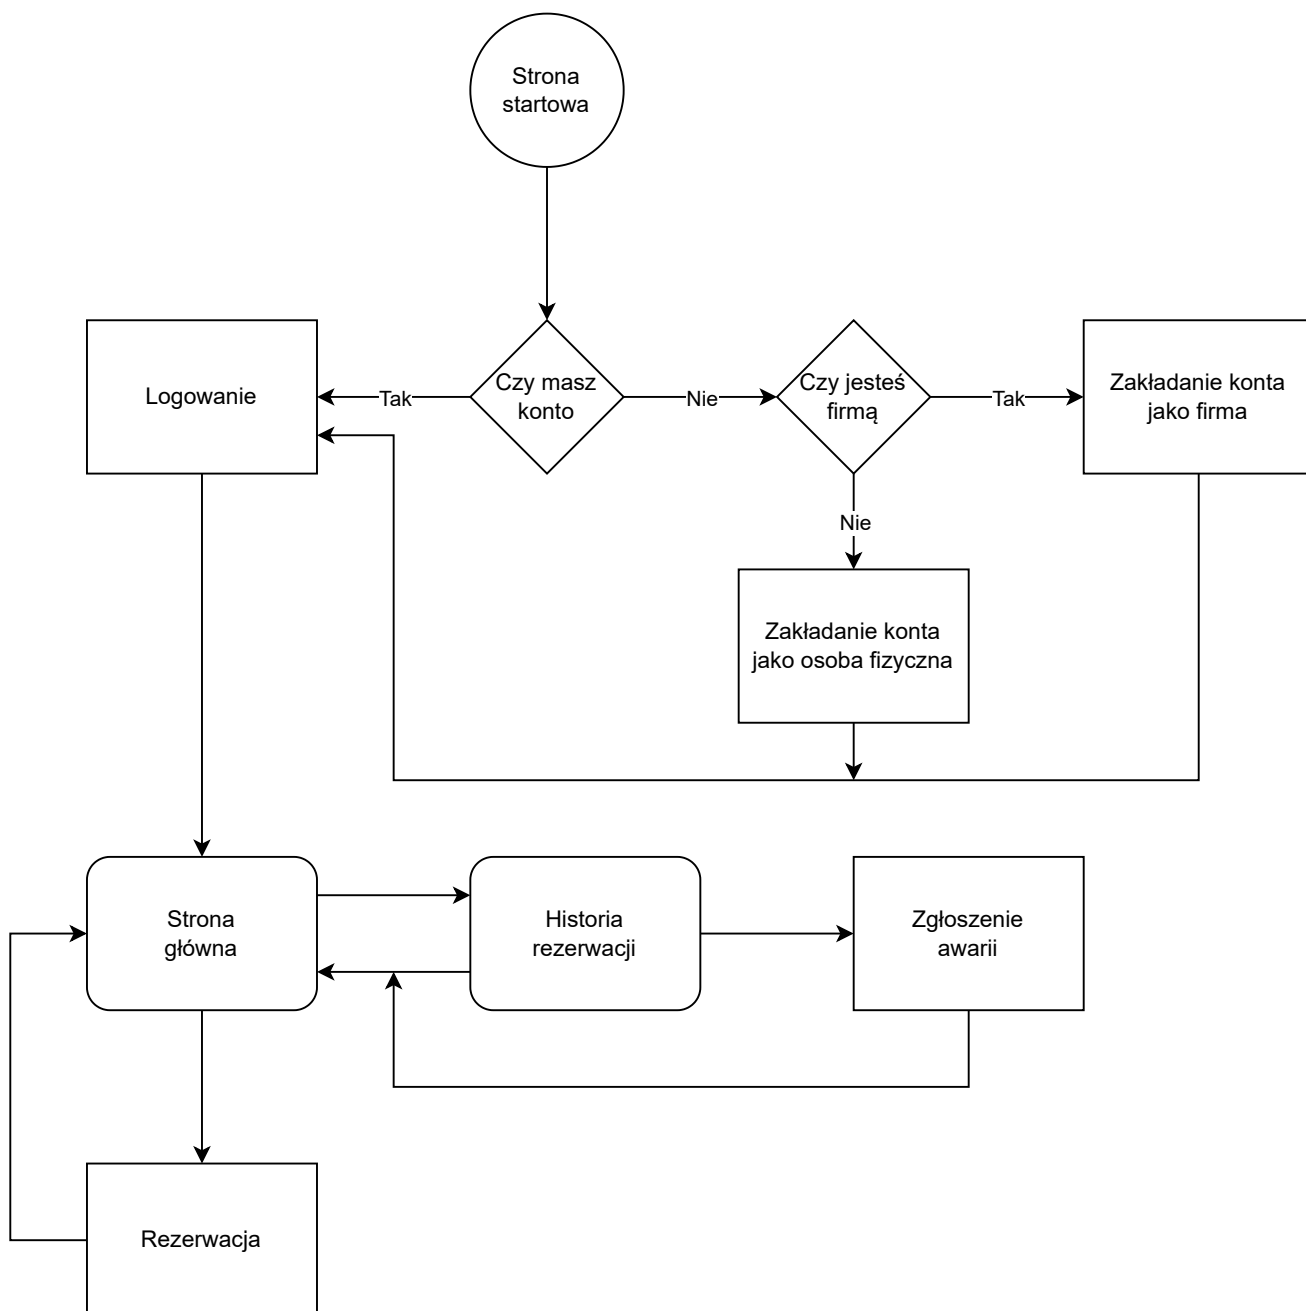 Strona
startowa
Logowanie
Tak
Czy masz
konto
Nie
Czy jesteś
firmą
Tak
Zakładanie konta
jako firma
Nie
Zakładanie konta
jako osoba fizyczna
Strona
główna
Historia
rezerwacji
Zgłoszenie
awarii
Rezerwacja